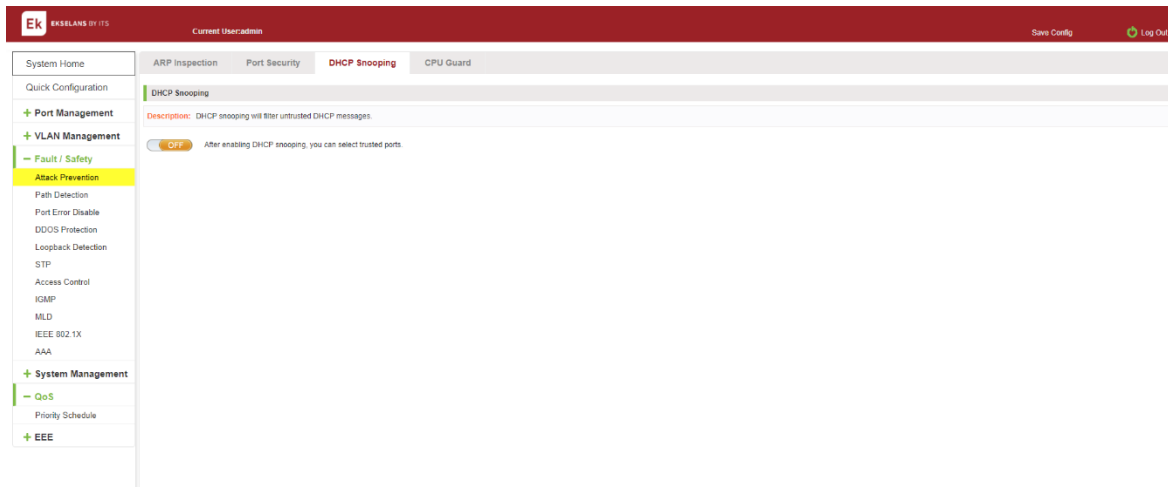 Ek EKSELANS BY ITS
Current User:admin
Save Config
Log Out
System Home
Quick Configuration
+ Port Management
+ VLAN Management
− Fault / Safety
Attack Prevention
Path Detection
Port Error Disable
DDOS Protection
Loopback Detection
STP
Access Control
IGMP
MLD
IEEE 802.1X
AAA
+ System Management
− QoS
Priority Schedule
+ EEE
ARP Inspection
Port Security
DHCP Snooping
CPU Guard
DHCP Snooping
Description: DHCP snooping will filter untrusted DHCP messages.
OFF
After enabling DHCP snooping, you can select trusted ports.